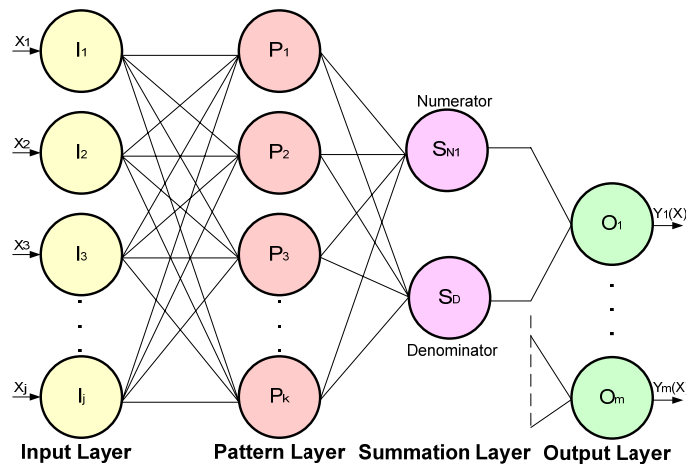 X1
I1
P1
Numerator
X2
I2
P2
SN1
X3
I3
P3
O1
Y1(X)
SD
Denominator
Xj
Ij
Pk
Om
Ym(X
Input Layer
Pattern Layer
Summation Layer
Output Layer